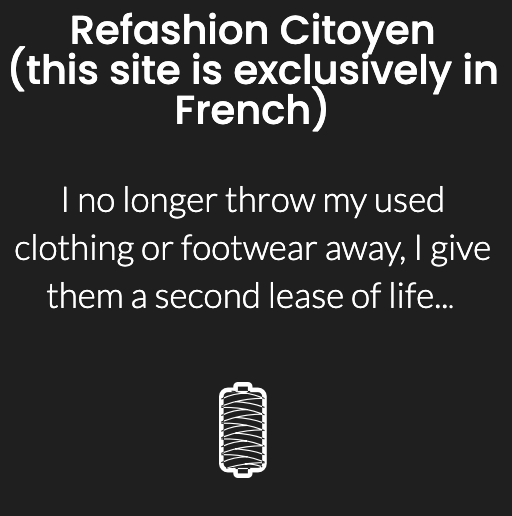 Refashion Citoyen
(this site is exclusively in
French)
I no longer throw my used
clothing or footwear away, I give
them a second lease of life...